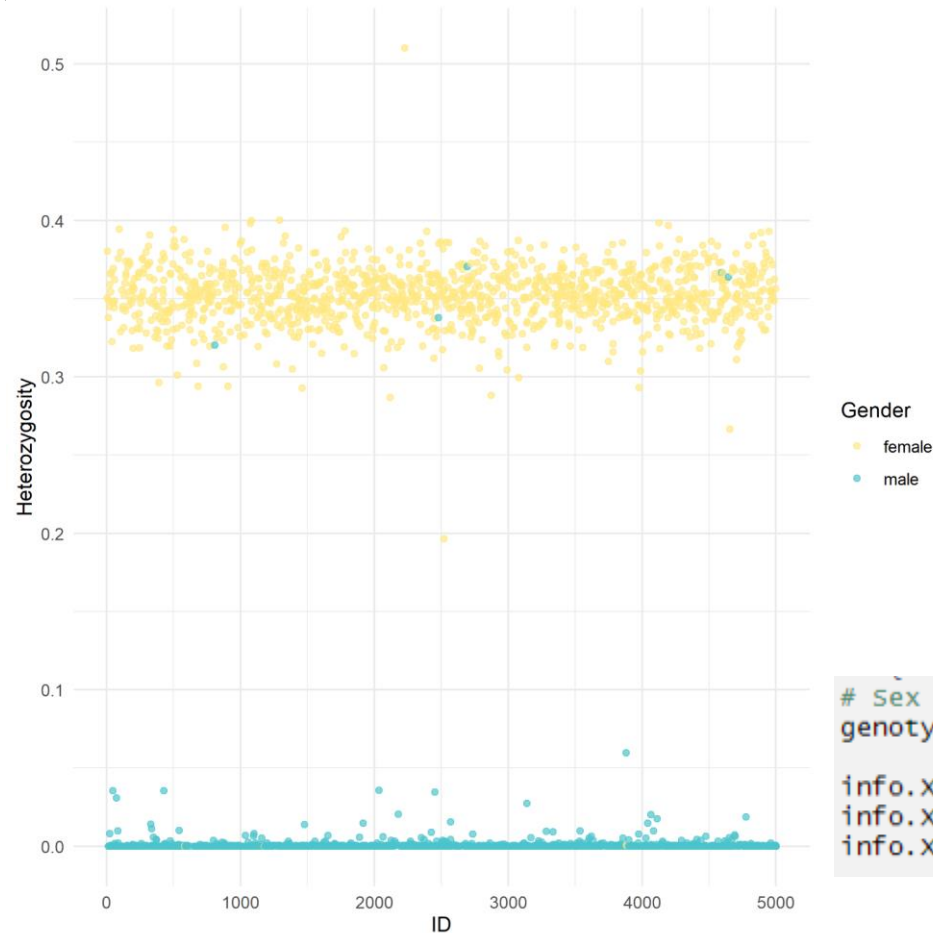 0.5
0.4
0.3
0.2
0.1
0.0
Heterozygosity
0
1000
2000
3000
4000
5000
ID
Gender
female
male
# Sex
genoty
info.X
info.X
info.X